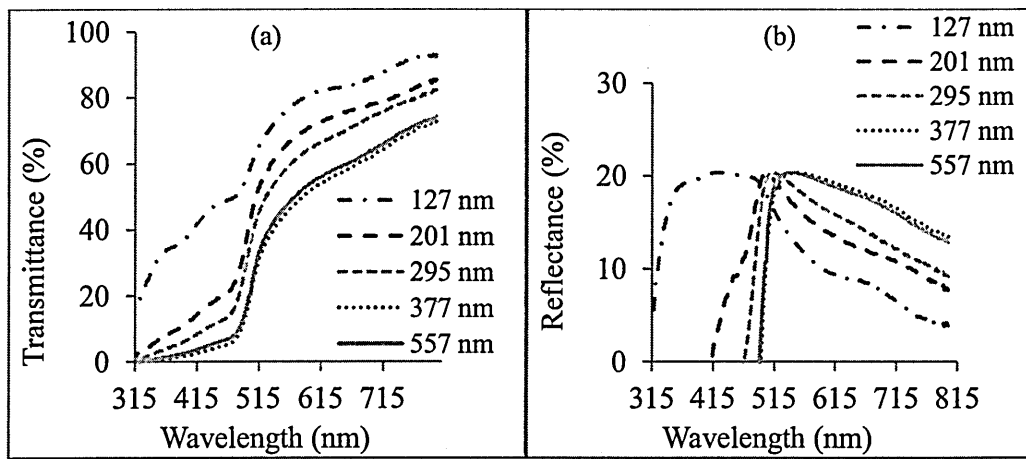 (a)
Transmittance (%)
100
80
60
40
20
0
315 415 515 615 715
Wavelength (nm)
127 nm
201 nm
295 nm
377 nm
557 nm
(b)
Reflectance (%)
30
20
10
0
315 415 515 615 715 815
Wavelength (nm)
127 nm
201 nm
295 nm
377 nm
557 nm